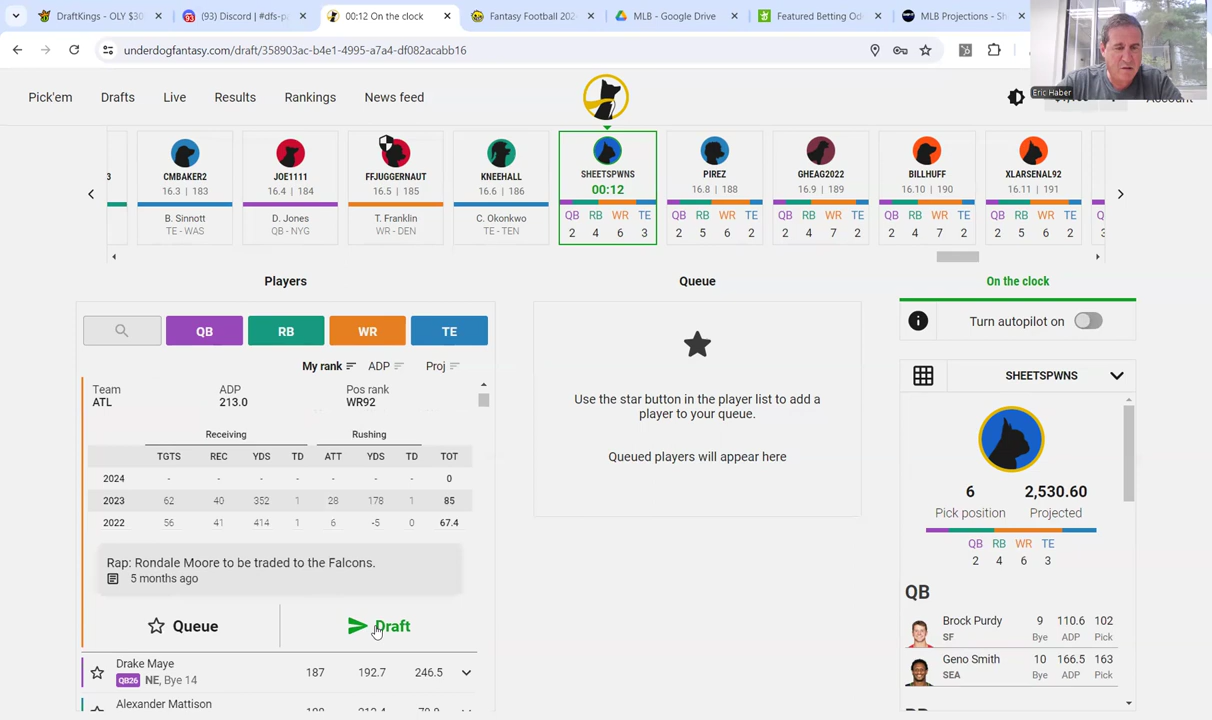 DraftKings - OLY $30
(93) Discord | #dfs-p
00:12 on the clock
Fantasy Football 202
MLB - Google Drive
Featured Betting Od
MLB Projections - Sh
underdogfantasy.com/draft/358903ac-b4e1-4995-a7a4-df082acabb16
Eric Haber
Pick'em
Drafts
Live
Results
Rankings
News feed
Account
3
CMBAKER2
16.3 | 183
B. Sinnott
TE - WAS
JOE1111
16.4 | 184
D. Jones
QB - NYG
FFJUGGERNAUT
16.5 | 185
T. Franklin
WR - DEN
KNEEHALL
16.6 | 186
C. Okonkwo
TE - TEN
SHEETSPWNS
00:12
QB RB WR TE
2 4 6 3
PIREZ
16.8 | 188
QB RB WR TE
2 5 6 2
GHEAG2022
16.9 | 189
QB RB WR TE
2 4 7 2
BILLHUFF
16.10 | 190
QB RB WR TE
2 4 7 2
XLARSENAL92
16.11 | 191
QB RB WR TE
2 5 6 2
Players
Queue
On the clock
QB
RB
WR
TE
My rank
ADP
Proj
Team
ATL
ADP
213.0
Pos rank
WR92
Receiving Rushing
TGTS REC YDS TD ATT YDS TD TOT
2024 - - - - - - - 0
2023 62 40 352 1 28 178 1 85
2022 56 41 414 1 6 -5 0 67.4
Rap: Rondale Moore to be traded to the Falcons.
5 months ago
Queue
Draft
Drake Maye
QB26 NE, Bye 14
187 192.7 246.5
Alexander Mattison
Use the star button in the player list to add a
player to your queue.
Queued players will appear here
Turn autopilot on
SHEETSPWNS
6
Pick position
2,530.60
Projected
QB RB WR TE
2 4 6 3
QB
Brock Purdy 9 110.6 102
SF Bye ADP Pick
Geno Smith 10 166.5 163
SEA Bye ADP Pick